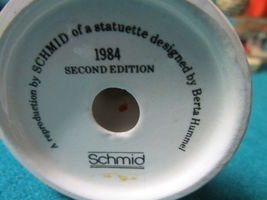 A reproduction by SCHMID of a statuette designed by Berta Hummel
1984
SECOND EDITION
Schmid